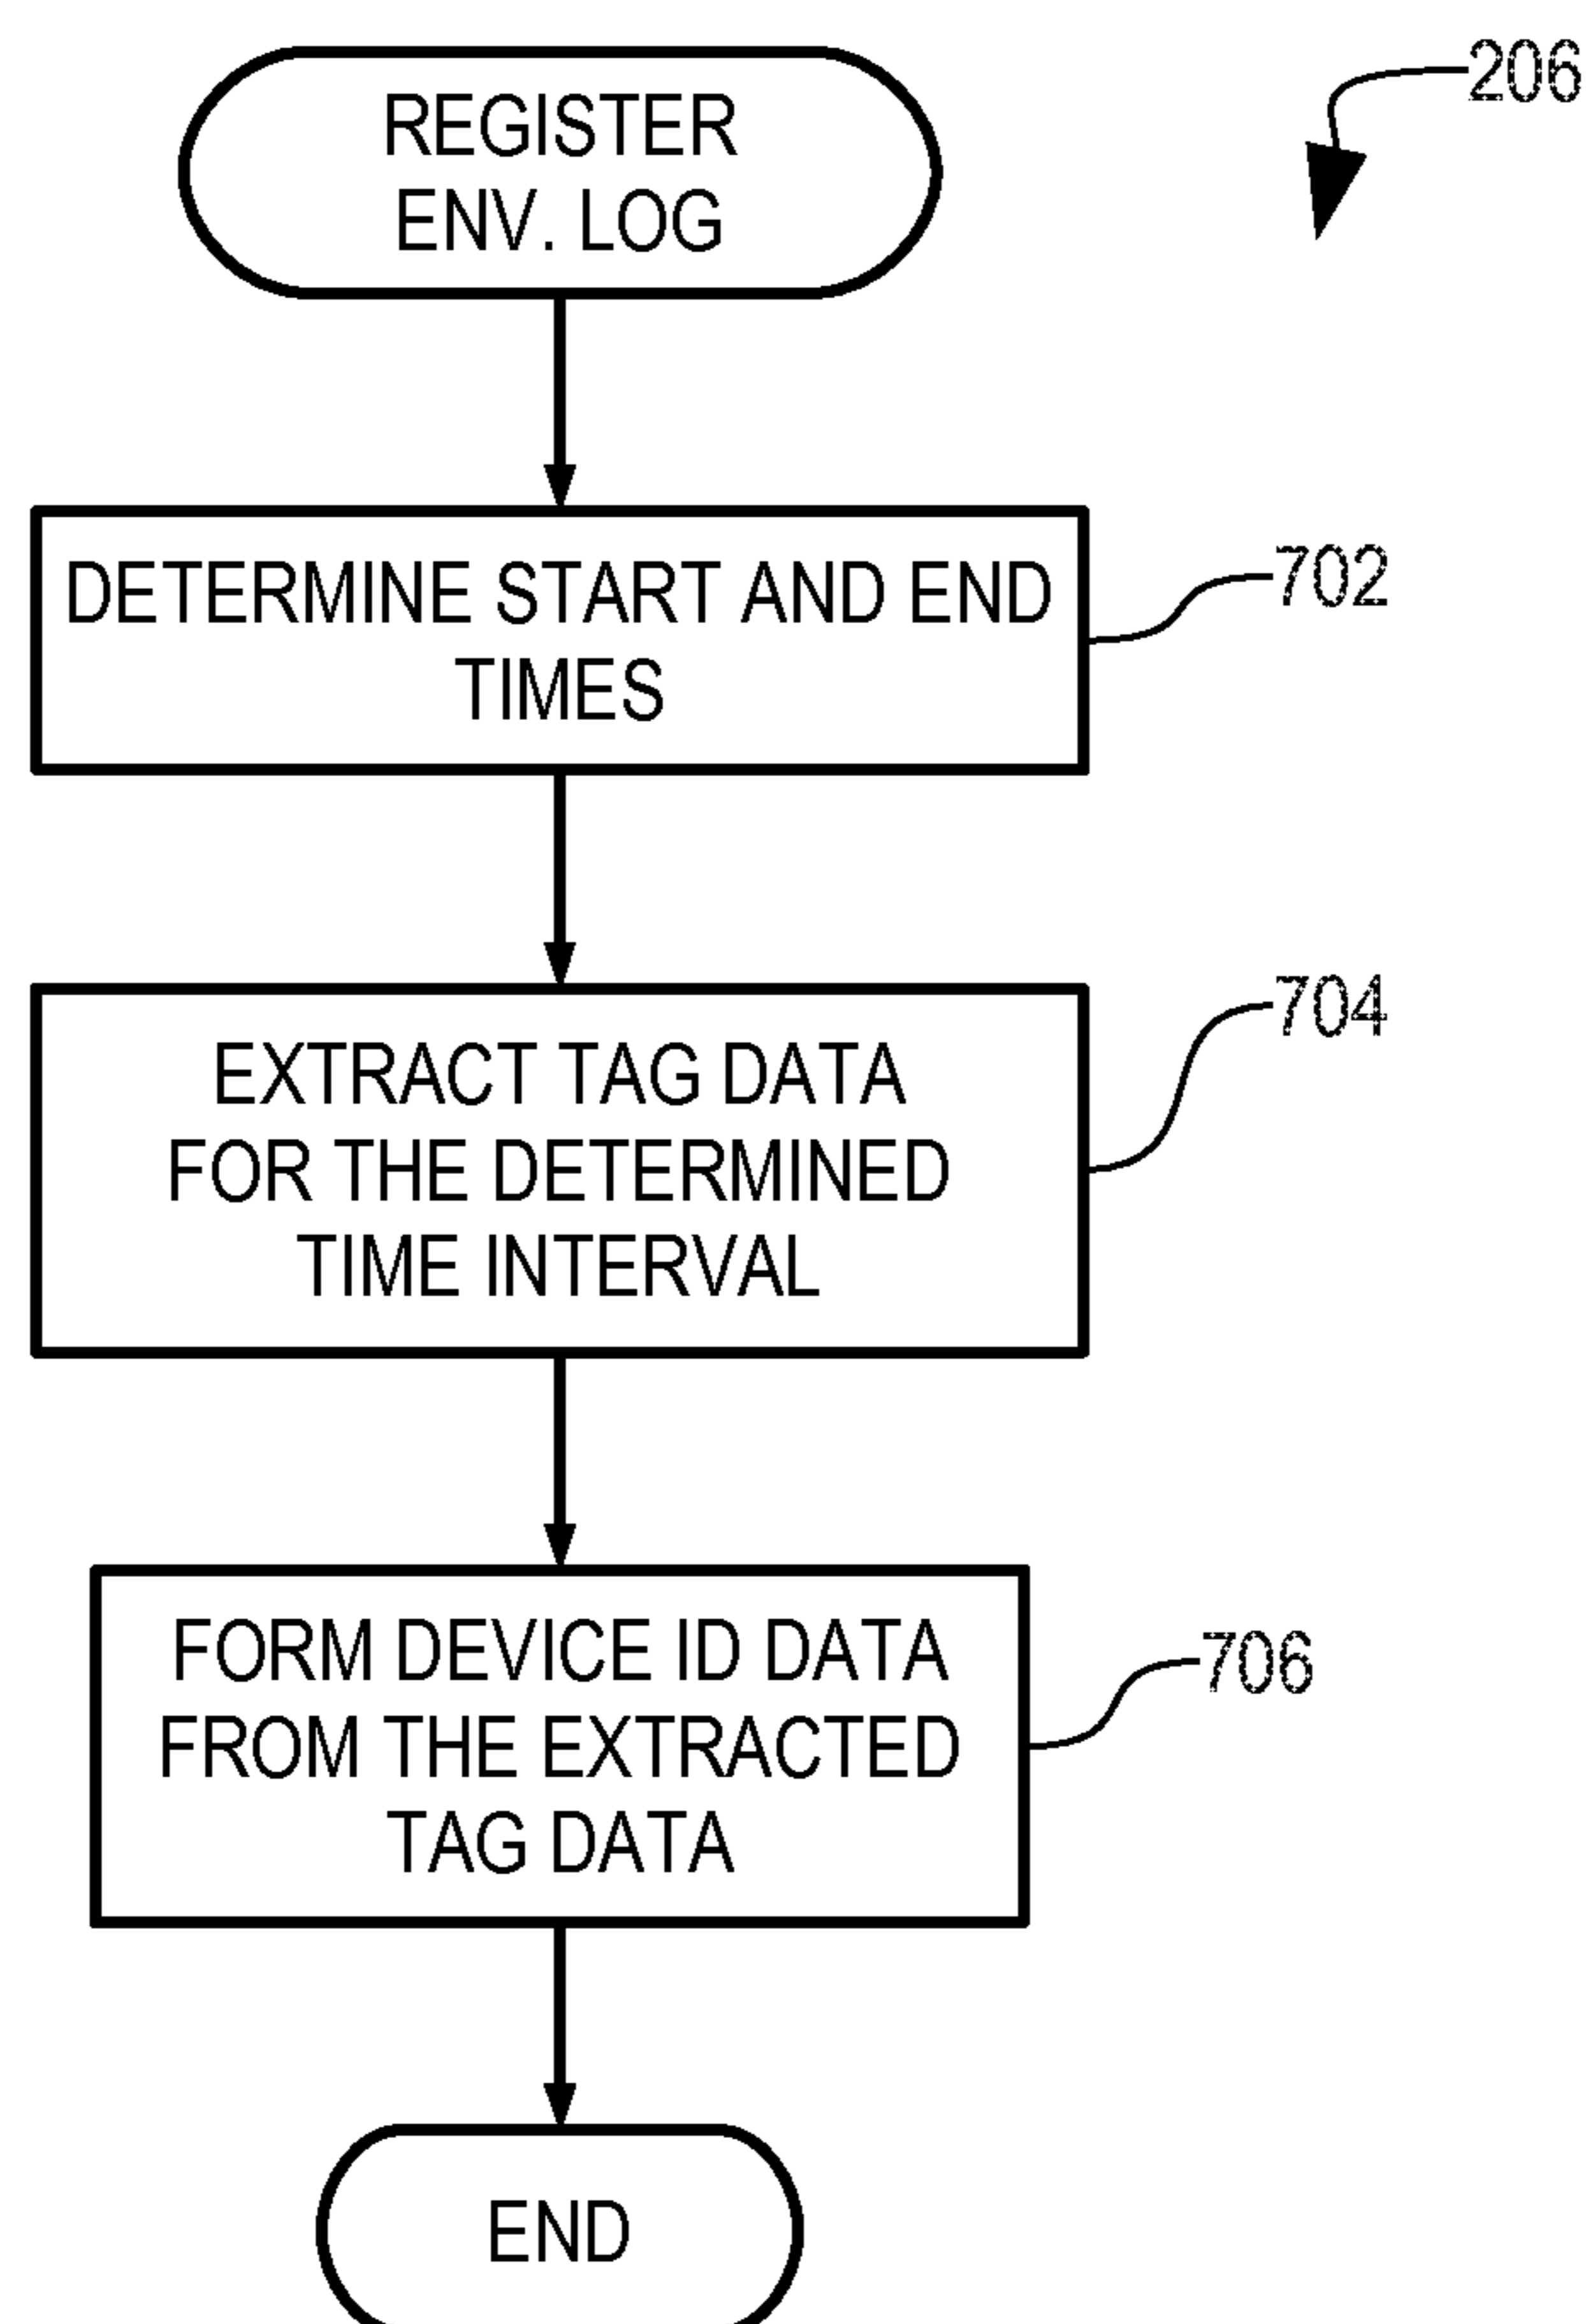 REGISTER
ENV. LOG
206
DETERMINE START AND END
TIMES
702
EXTRACT TAG DATA
FOR THE DETERMINED
TIME INTERVAL
704
FORM DEVICE ID DATA
FROM THE EXTRACTED
TAG DATA
706
END